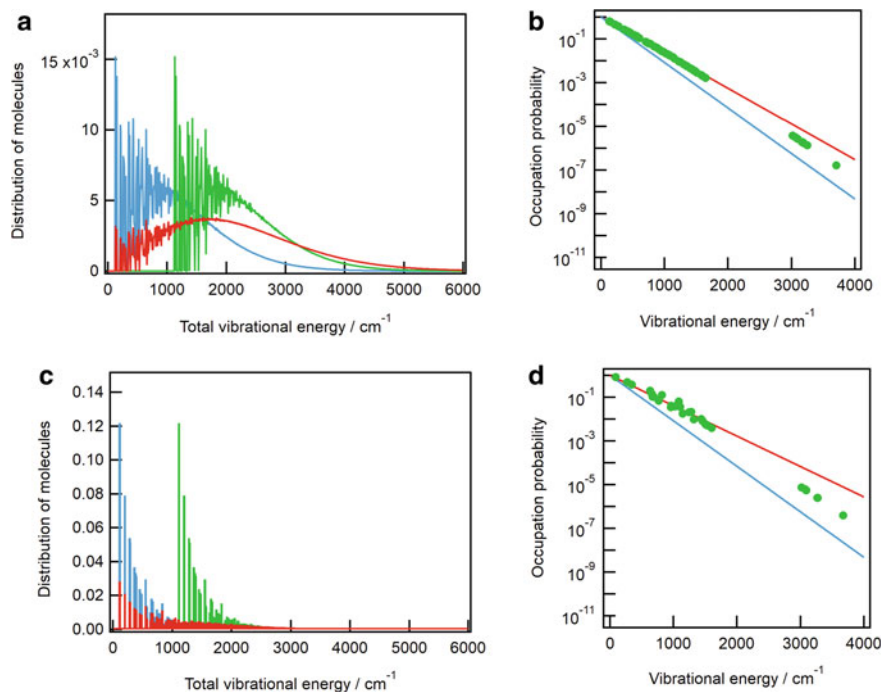 a
Distribution of molecules
15 x10⁻³
10
5
0
0 1000 2000 3000 4000 5000 6000
Total vibrational energy / cm⁻¹
b
Occupation probability
10⁻¹
10⁻³
10⁻⁵
10⁻⁷
10⁻⁹
10⁻¹¹
0 1000 2000 3000 4000
Vibrational energy / cm⁻¹
c
Distribution of molecules
0.14
0.12
0.10
0.08
0.06
0.04
0.02
0.00
0 1000 2000 3000 4000 5000 6000
Total vibrational energy / cm⁻¹
d
Occupation probability
10⁻¹
10⁻³
10⁻⁵
10⁻⁷
10⁻⁹
10⁻¹¹
0 1000 2000 3000 4000
Vibrational energy / cm⁻¹